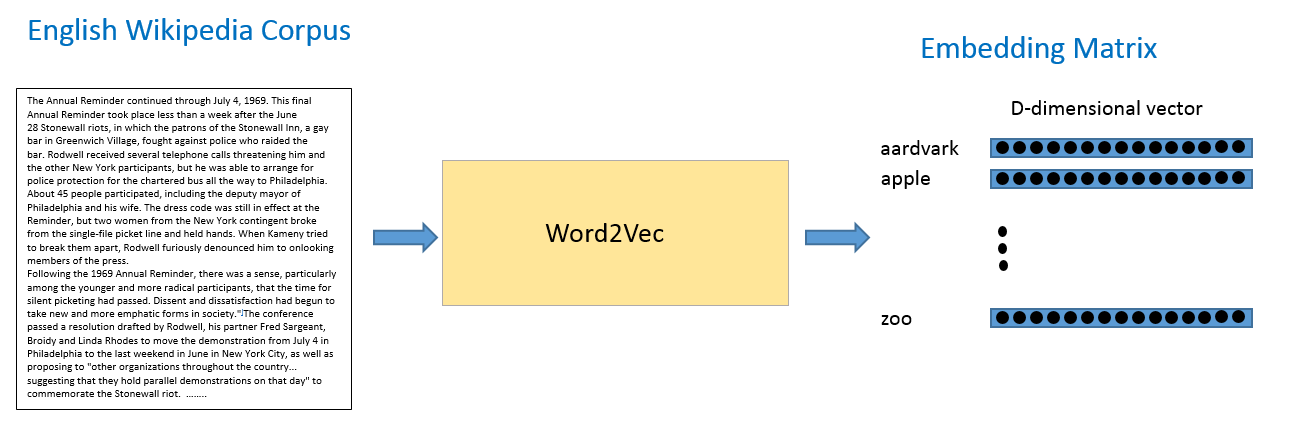 English Wikipedia Corpus
The Annual Reminder continued through July 4, 1969. This final
Annual Reminder took place less than a week after the June
28 Stonewall riots, in which the patrons of the Stonewall Inn, a gay
bar in Greenwich Village, fought against police who raided the
bar. Rodwell received several telephone calls threatening him and
the other New York participants, but he was able to arrange for
police protection for the chartered bus all the way to Philadelphia.
About 45 people participated, including the deputy mayor of
Philadelphia and his wife. The dress code was still in effect at the
Reminder, but two women from the New York contingent broke
from the single-file picket line and held hands. When Kameny tried
to break them apart, Rodwell furiously denounced him to onlooking
members of the press.
Following the 1969 Annual Reminder, there was a sense, particularly
among the younger and more radical participants, that the time for
silent picketing had passed. Dissent and dissatisfaction had begun to
take new and more emphatic forms in society."The conference
passed a resolution drafted by Rodwell, his partner Fred Sargeant,
Broidy and Linda Rhodes to move the demonstration from July 4 in
Philadelphia to the last weekend in June in New York City, as well as
proposing to "other organizations throughout the country...
suggesting that they hold parallel demonstrations on that day" to
commemorate the Stonewall riot. ........
Word2Vec
Embedding Matrix
D-dimensional vector
aardvark
apple
zoo